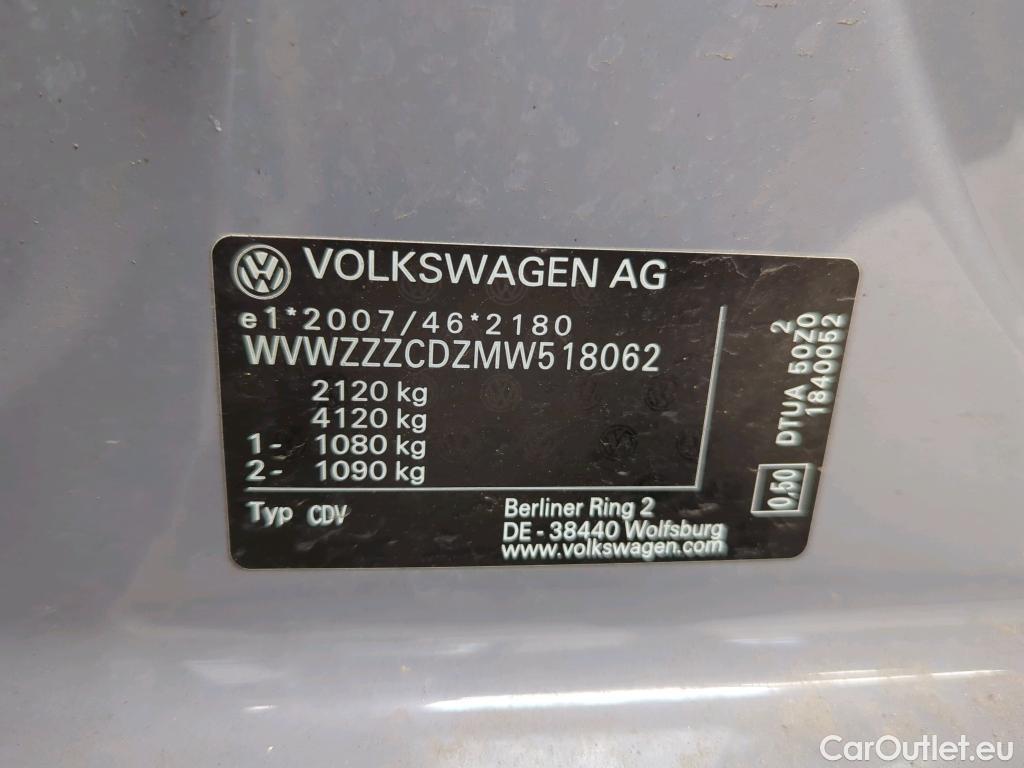 VOLKSWAGEN AG
e1*2007/46*2180
WVWZZZCDZMW518062
2120 kg
4120 kg
1- 1080 kg
2- 1090 kg
Typ CDV
Berliner Ring 2
DE - 38440 Wolfsburg
www.volkswagen.com
2
DTUA 50Z0
1840052
0,50
CarOutlet.eu